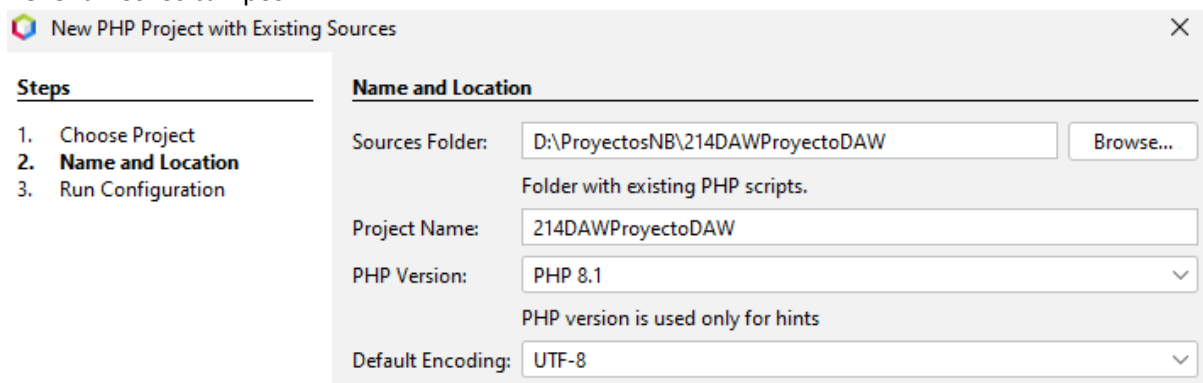 New PHP Project with Existing Sources
Steps
1. Choose Project
2. Name and Location
3. Run Configuration
Name and Location
Sources Folder: D:\ProyectosNB\214DAWProyectoDAW Browse...
Folder with existing PHP scripts.
Project Name: 214DAWProyectoDAW
PHP Version: PHP 8.1
PHP version is used only for hints
Default Encoding: UTF-8